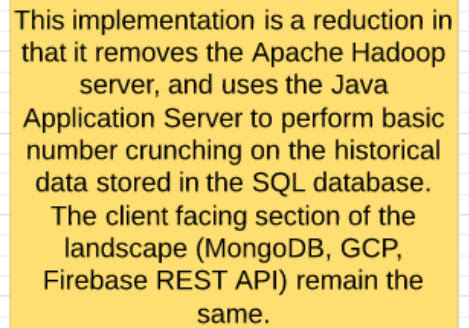 This implementation is a reduction in
that it removes the Apache Hadoop
server, and uses the Java
Application Server to perform basic
number crunching on the historical
data stored in the SQL database.
The client facing section of the
landscape (MongoDB, GCP,
Firebase REST API) remain the
same.